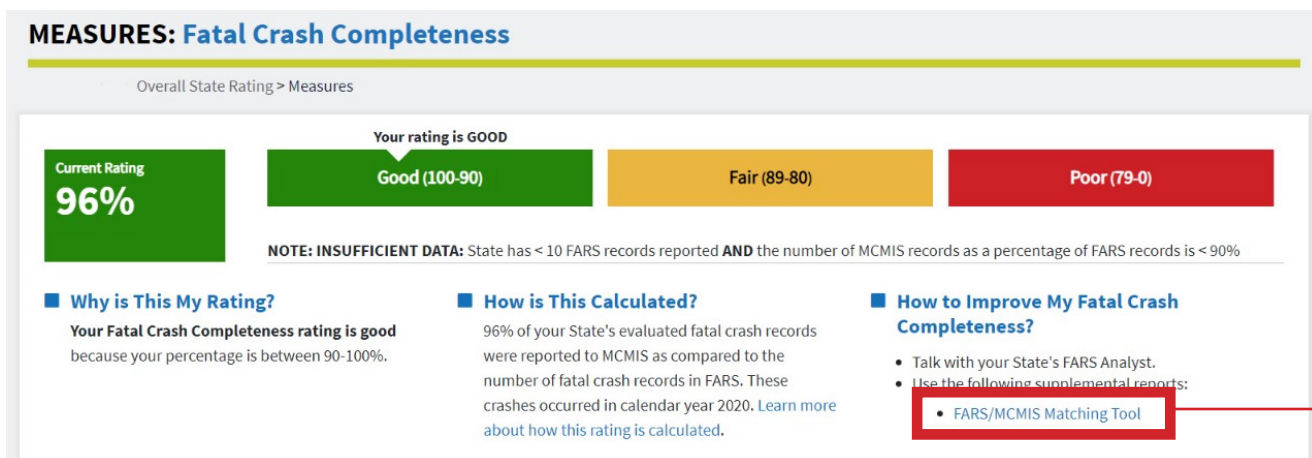 MEASURES: Fatal Crash Completeness
Overall State Rating > Measures
Your rating is GOOD
Current Rating
96%
Good (100-90)
Fair (89-80)
Poor (79-0)
NOTE: INSUFFICIENT DATA: State has < 10 FARS records reported AND the number of MCMIS records as a percentage of FARS records is < 90%
Why is This My Rating?
Your Fatal Crash Completeness rating is good
because your percentage is between 90-100%.
How is This Calculated?
96% of your State's evaluated fatal crash records
were reported to MCMIS as compared to the
number of fatal crash records in FARS. These
crashes occurred in calendar year 2020. Learn more
about how this rating is calculated.
How to Improve My Fatal Crash
Completeness?
• Talk with your State's FARS Analyst.
• Use the following supplemental reports:
• FARS/MCMIS Matching Tool